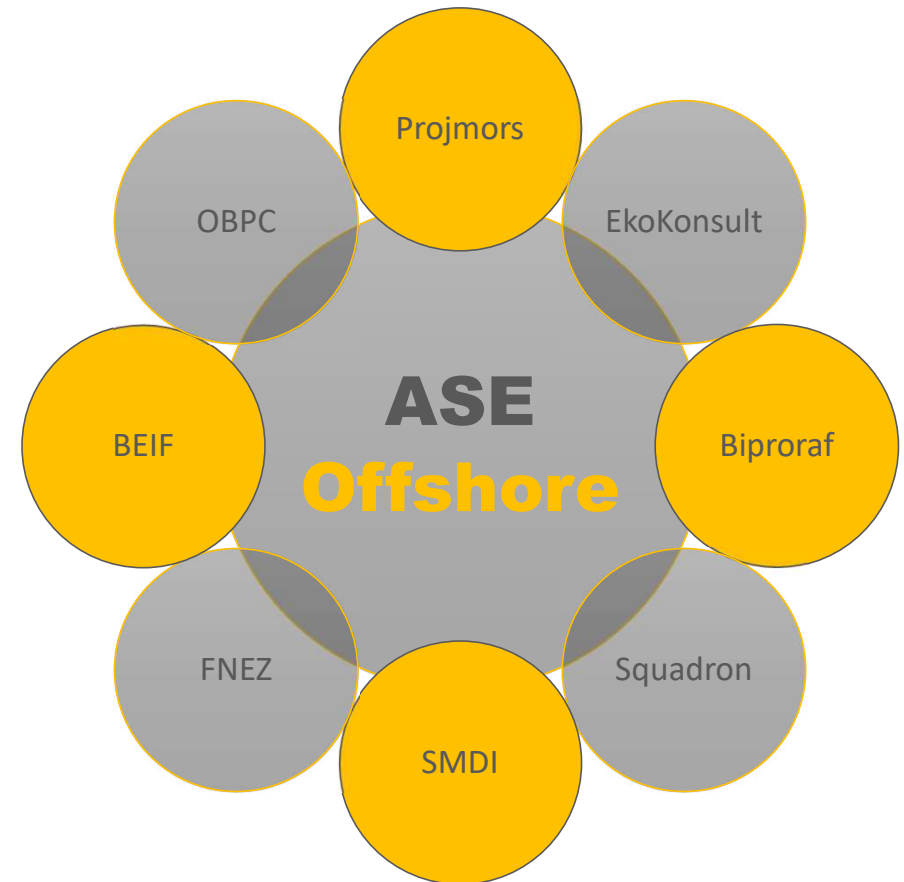 Projmors
OBPC
EkoKonsult
ASE
Offshore
BEIF
Biproraf
FNEZ
Squadron
SMDI